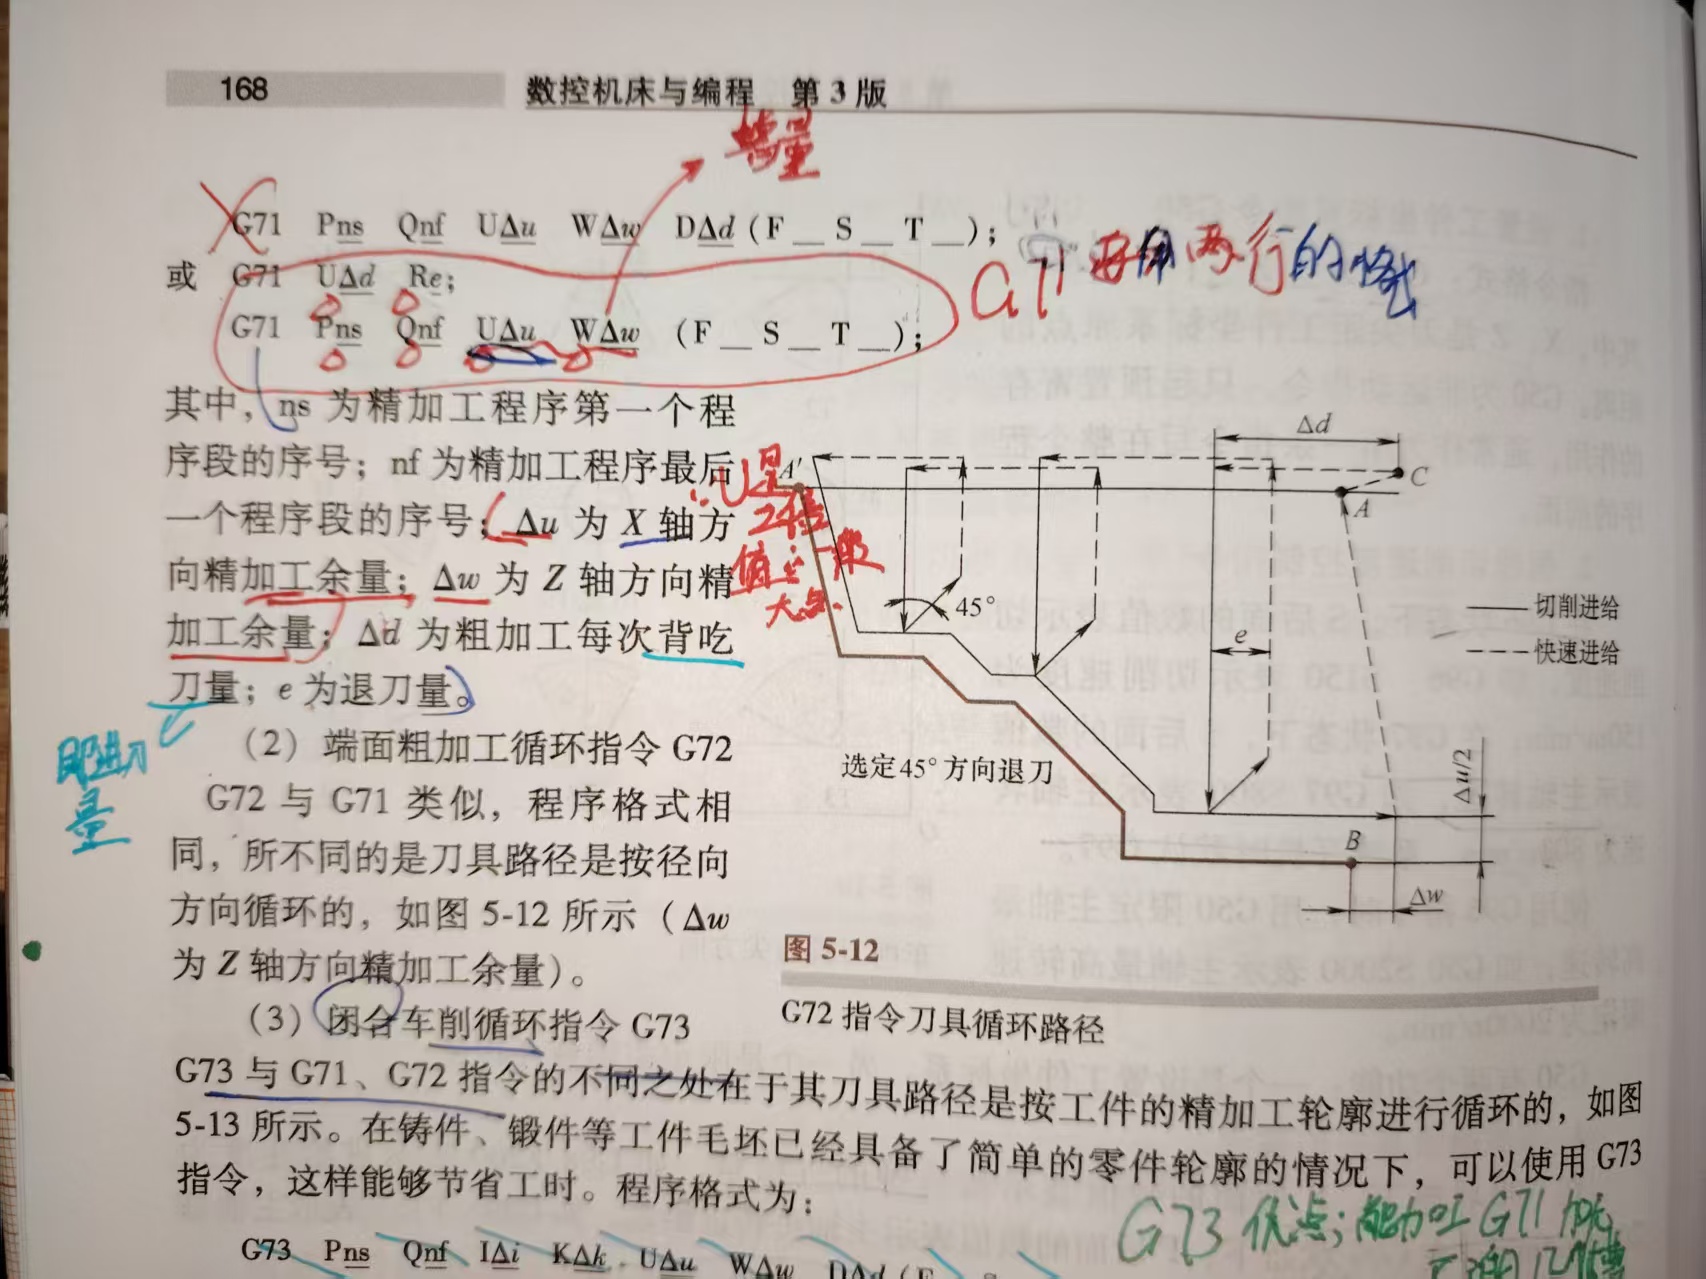 168 数控机床与编程 第3版
G71 Pns Qnf UΔu WΔw DΔd (F__ S__ T__);
或 G71 UΔd Re;
G71 Pns Qnf UΔu WΔw (F__ S__ T__);
G71 两行的格式
其中，ns 为精加工程序第一个程
序段的序号；nf 为精加工程序最后
一个程序段的序号；Δu 为 X 轴方
向精加工余量；Δw 为 Z 轴方向精
加工余量；Δd 为粗加工每次背吃
刀量；e 为退刀量。
即进刀
量
(2) 端面粗加工循环指令 G72
G72 与 G71 类似，程序格式相
同，所不同的是刀具路径是按径向
方向循环的，如图 5-12 所示（Δw
为 Z 轴方向精加工余量）。
U是
值
一般
大点
Δd
A'
C
A
45°
e
切削进给
快速进给
选定45°方向退刀
Δu/2
B
Δw
图 5-12
G72 指令刀具循环路径
(3) 闭合车削循环指令 G73
G73 与 G71、G72 指令的不同之处在于其刀具路径是按工件的精加工轮廓进行循环的，如图
5-13 所示。在铸件、锻件等工件毛坯已经具备了简单的零件轮廓的情况下，可以使用 G73
指令，这样能够节省工时。程序格式为：
G73 优点；能加工 G71
G73 Pns Qnf IΔi KΔk UΔu WΔw DΔd (F S